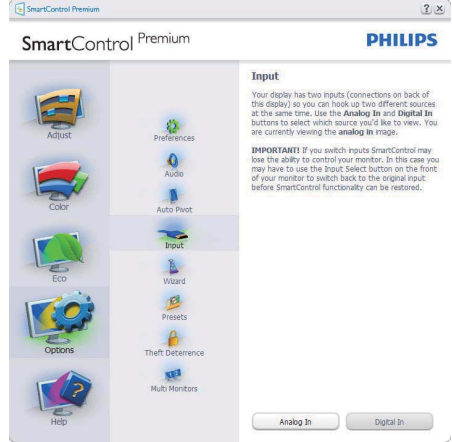 SmartControl Premium
SmartControl Premium
PHILIPS
Adjust
Color
Eco
Options
Help
Preferences
Audio
Auto Pivot
Input
Wizard
Presets
Theft Deterrence
Multi Monitors
Input
Your display has two inputs (connections on back of
this display) so you can hook up two different sources
at the same time. Use the Analog In and Digital In
buttons to select which source you'd like to view. You
are currently viewing the analog in image.
IMPORTANT! If you switch inputs SmartControl may
lose the ability to control your monitor. In this case you
may have to use the Input Select button on the front
of your monitor to switch back to the original input
before SmartControl functionality can be restored.
Analog In
Digital In